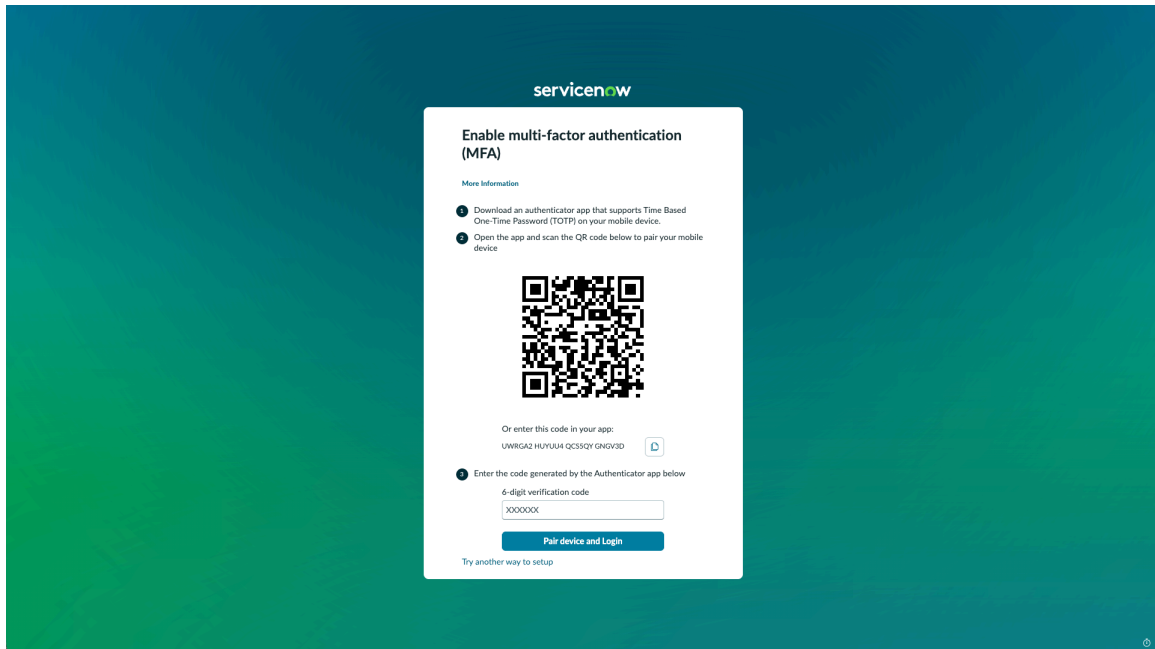 servicenow
Enable multi-factor authentication
(MFA)
More Information
1 Download an authenticator app that supports Time Based
One-Time Password (TOTP) on your mobile device.
2 Open the app and scan the QR code below to pair your mobile
device
Or enter this code in your app:
UWRGA2 HUYUU4 QCS5QY GNGV3D
3 Enter the code generated by the Authenticator app below
6-digit verification code
XXXXXX
Pair device and Login
Try another way to setup